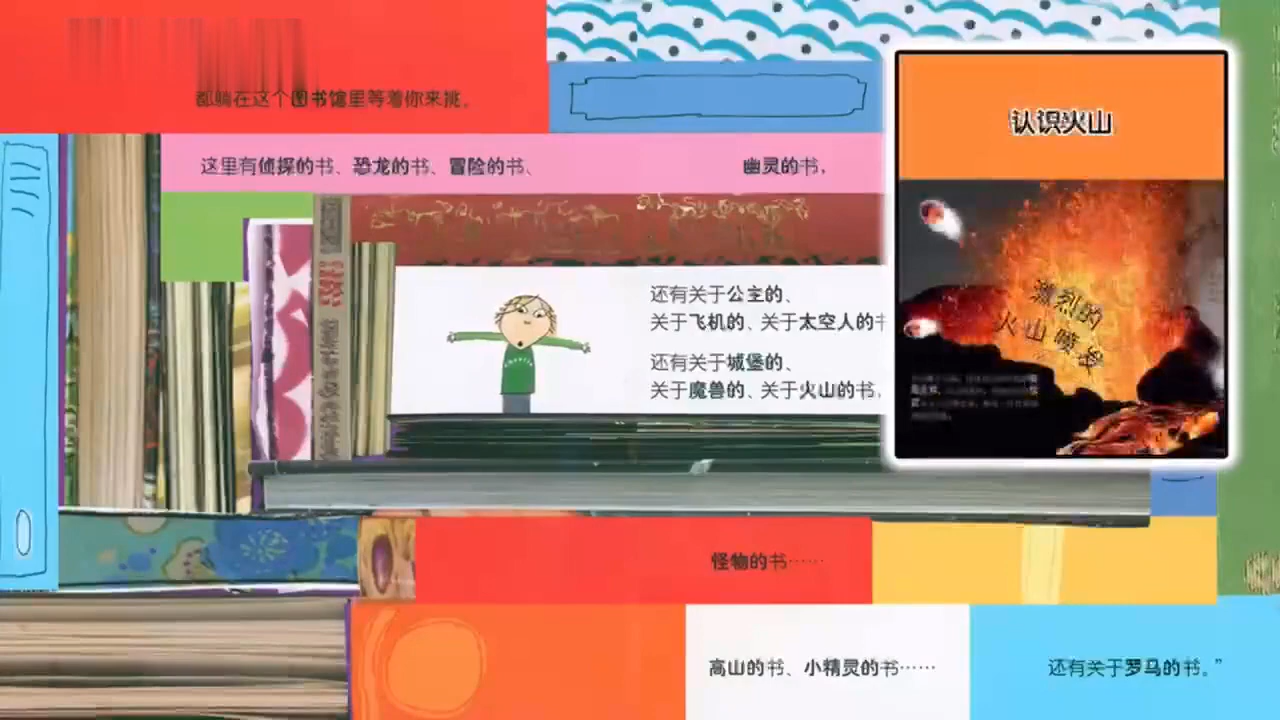 都躺在这个图书馆里等着你来挑。
这里有侦探的书、恐龙的书、冒险的书、
幽灵的书，
还有关于公主的、
关于飞机的、关于太空人的
还有关于城堡的、
关于魔兽的、关于火山的书，
认识火山
激烈的
火山喷发
怪物的书……
高山的书、小精灵的书……
还有关于罗马的书。”